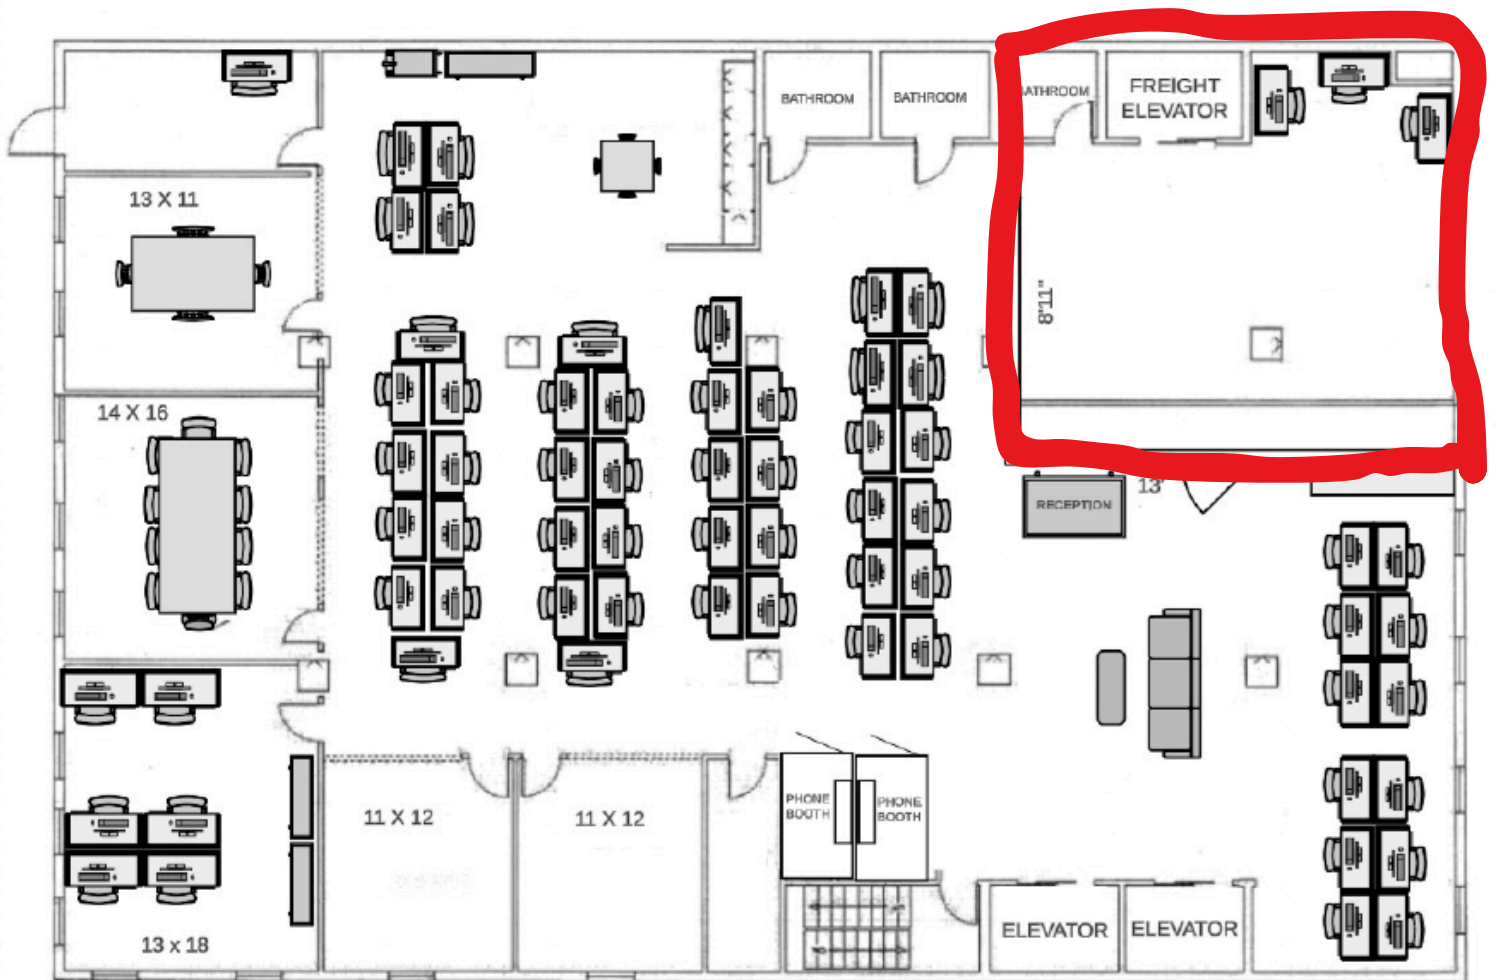 BATHROOM
BATHROOM
ATHROOM
FREIGHT
ELEVATOR
13 X 11
8'11"
14 X 16
13'
RECEPTION
PHONE
BOOTH
PHONE
BOOTH
11 X 12
11 X 12
13 x 18
ELEVATOR
ELEVATOR